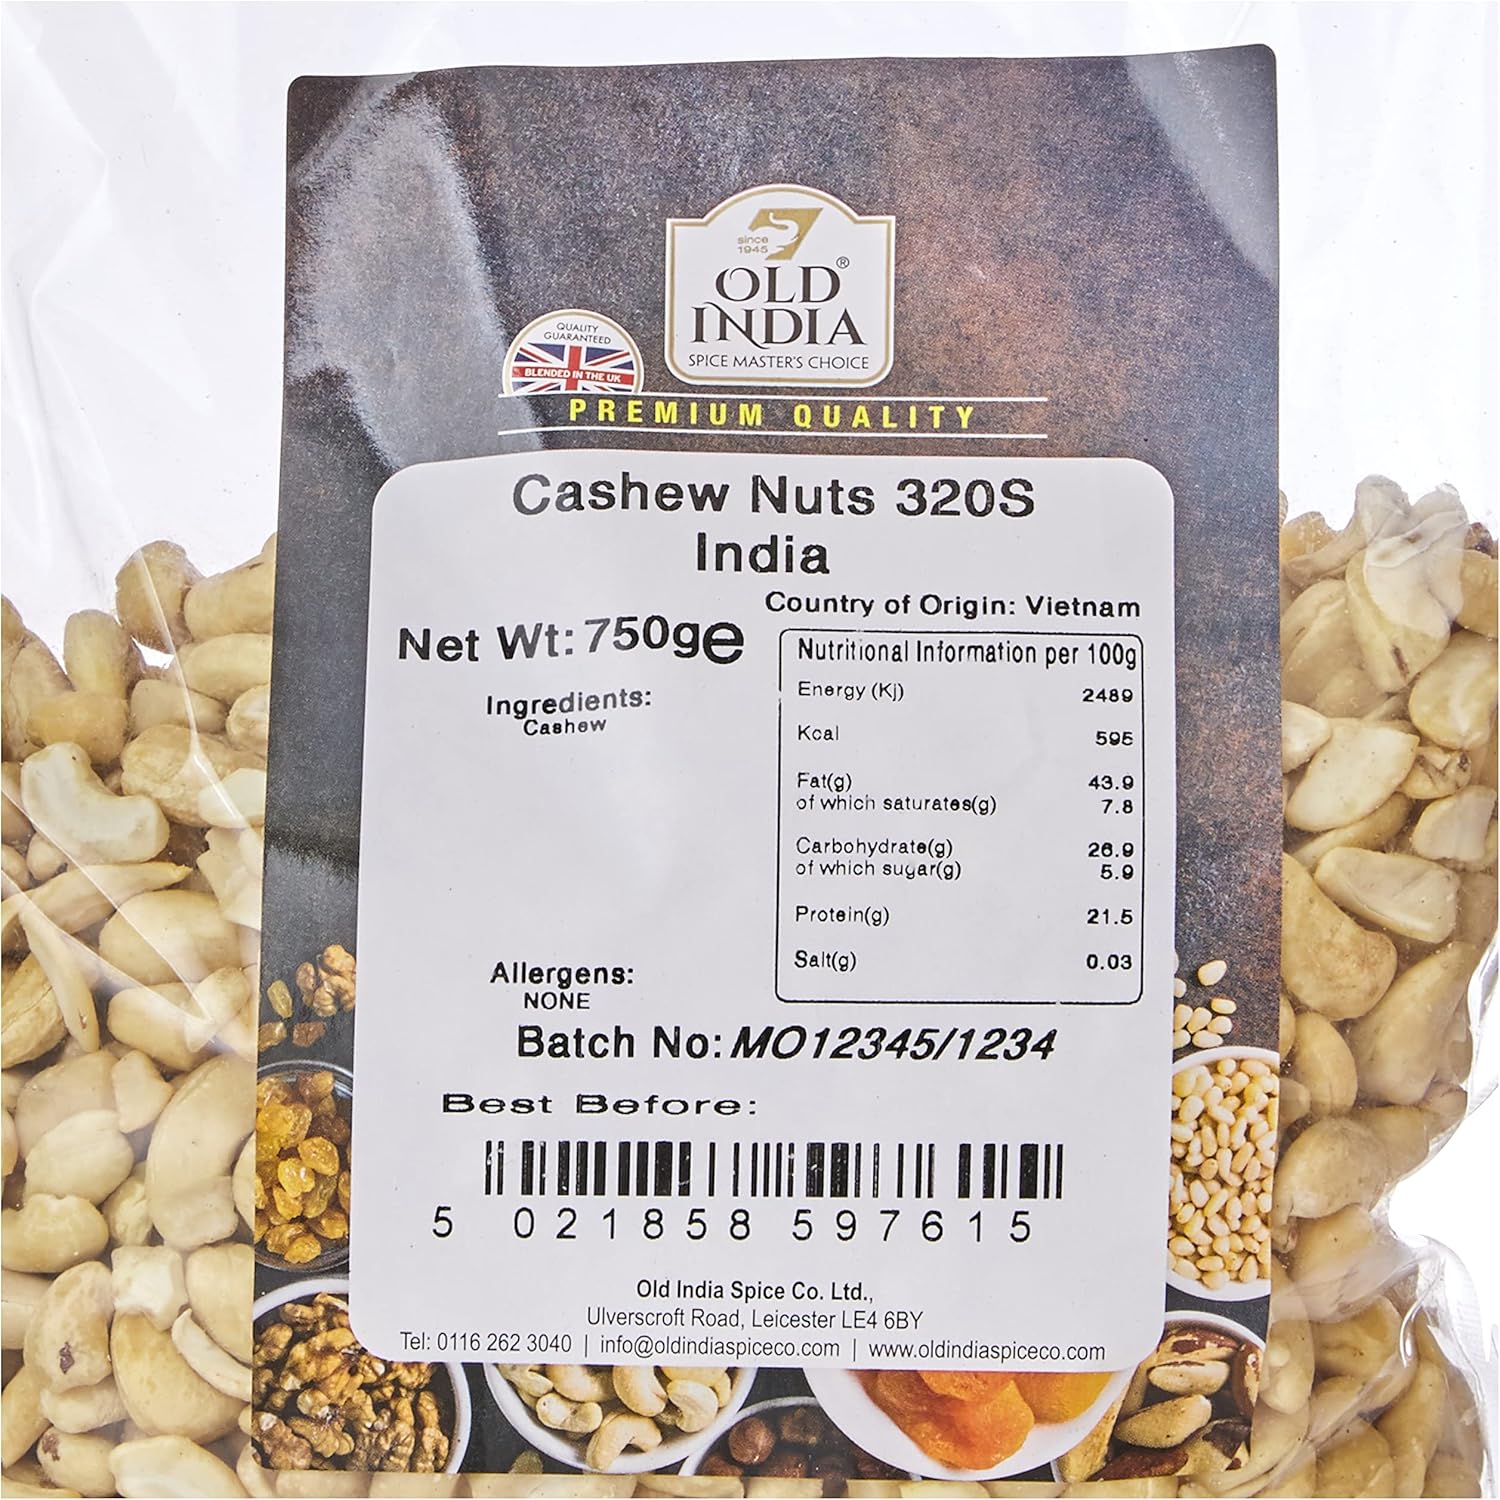 since
1945
OLD®
INDIA
SPICE MASTER'S CHOICE
QUALITY
GUARANTEED
BLENDED IN THE UK
PREMIUM QUALITY
Cashew Nuts 320S
India
Country of Origin: Vietnam
Net Wt: 750g℮
Ingredients:
Cashew
Nutritional Information per 100g
Energy (Kj) 2489
Kcal 595
Fat(g) 43.9
of which saturates(g) 7.8
Carbohydrate(g) 26.9
of which sugar(g) 5.9
Protein(g) 21.5
Salt(g) 0.03
Allergens:
NONE
Batch No: MO12345/1234
Best Before:
5 021858 597615
Old India Spice Co. Ltd.,
Ulverscroft Road, Leicester LE4 6BY
Tel: 0116 262 3040 | info@oldindiaspiceco.com | www.oldindiaspiceco.com